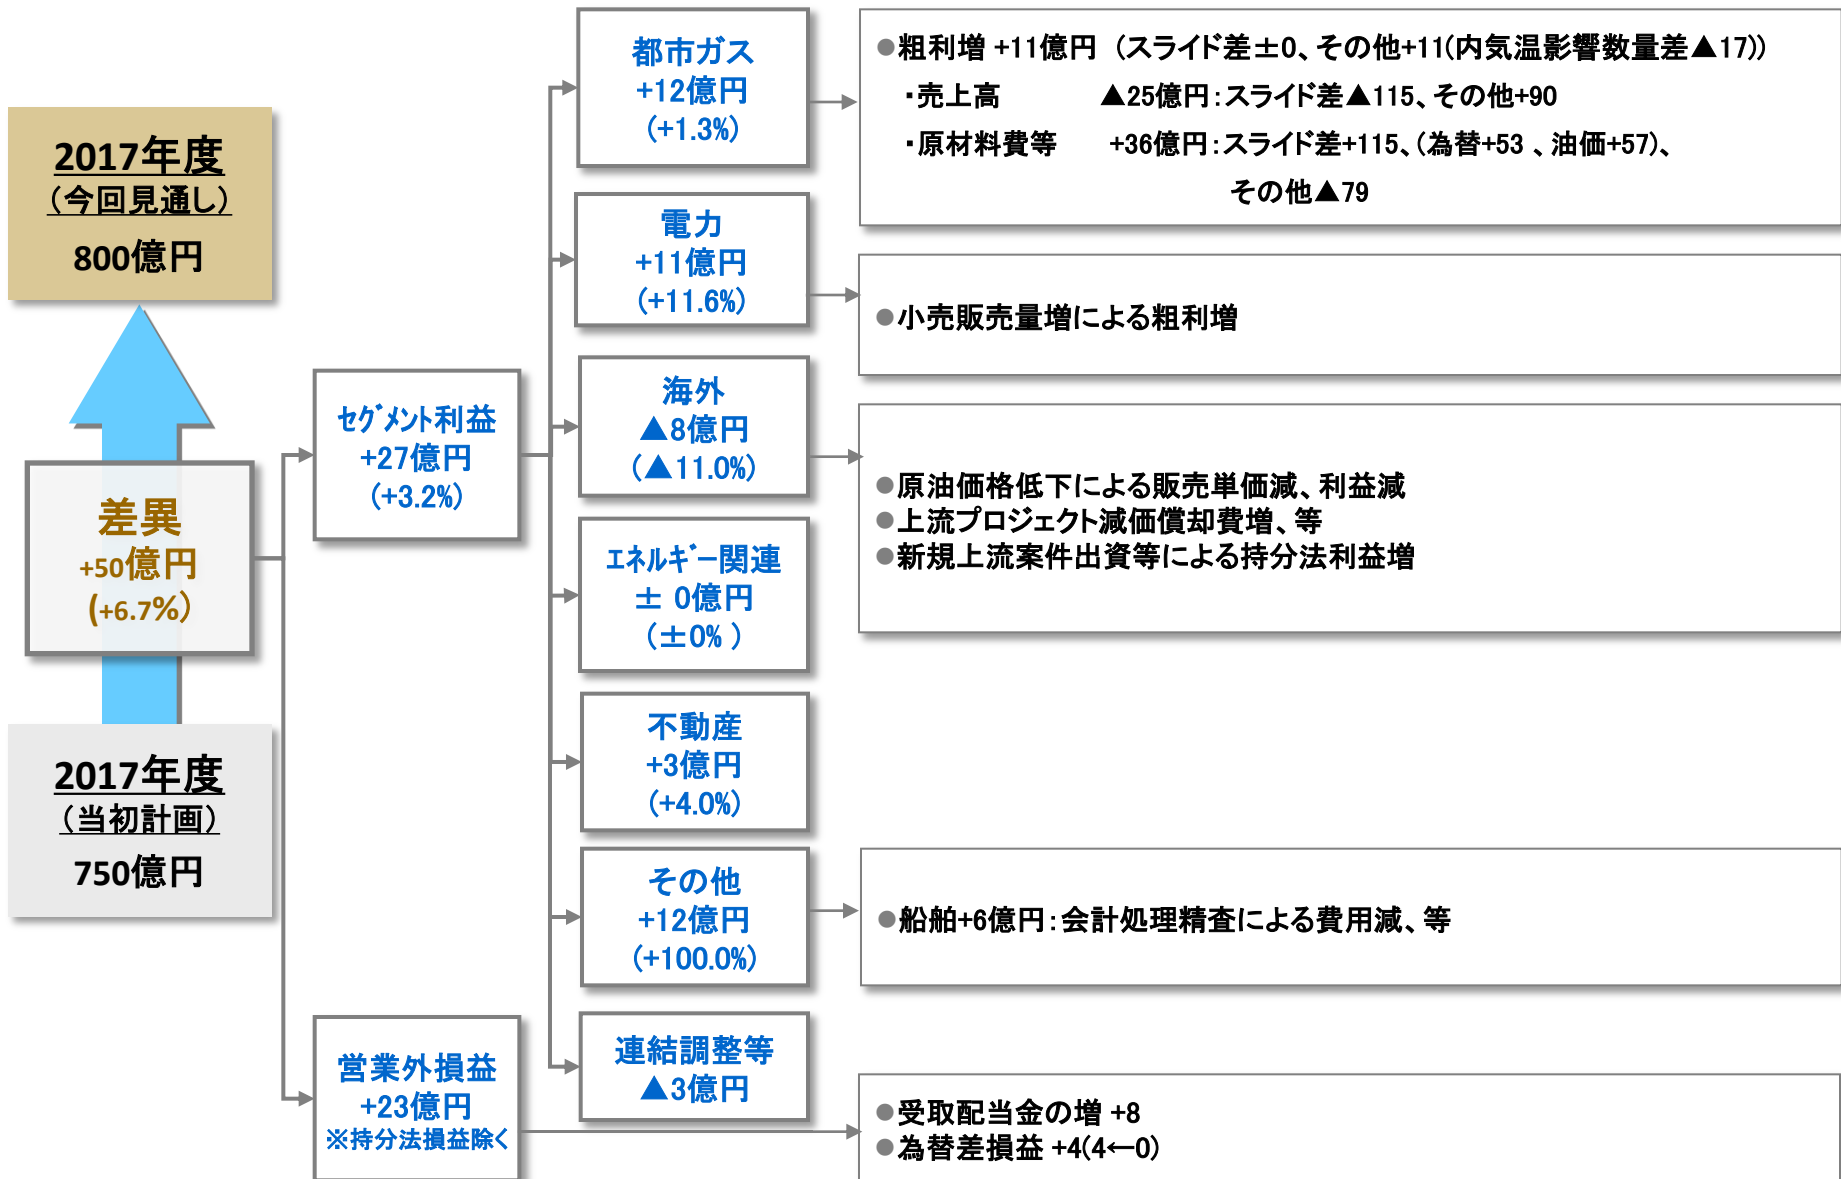 2017年度
（今回見通し）
800億円
差異
+50億円
(+6.7%）
2017年度
（当初計画）
750億円
ｾｸﾞﾒﾝﾄ利益
+27億円
(+3.2%)
営業外損益
+23億円
※持分法損益除く
都市ガス
+12億円
(+1.3%)
電力
+11億円
(+11.6%)
海外
▲8億円
(▲11.0%)
ｴﾈﾙｷﾞｰ関連
± 0億円
(±0% )
不動産
+3億円
(+4.0%)
その他
+12億円
(+100.0%)
連結調整等
▲3億円
●粗利増 +11億円 （スライド差±0、その他+11(内気温影響数量差▲17)）
・売上高 ▲25億円：スライド差▲115、その他+90
・原材料費等 +36億円：スライド差+115、(為替+53 、油価+57)、
その他▲79
●小売販売量増による粗利増
●原油価格低下による販売単価減、利益減
●上流プロジェクト減価償却費増、等
●新規上流案件出資等による持分法利益増
●船舶+6億円：会計処理精査による費用減、等
●受取配当金の増 +8
●為替差損益 +4(4←0)